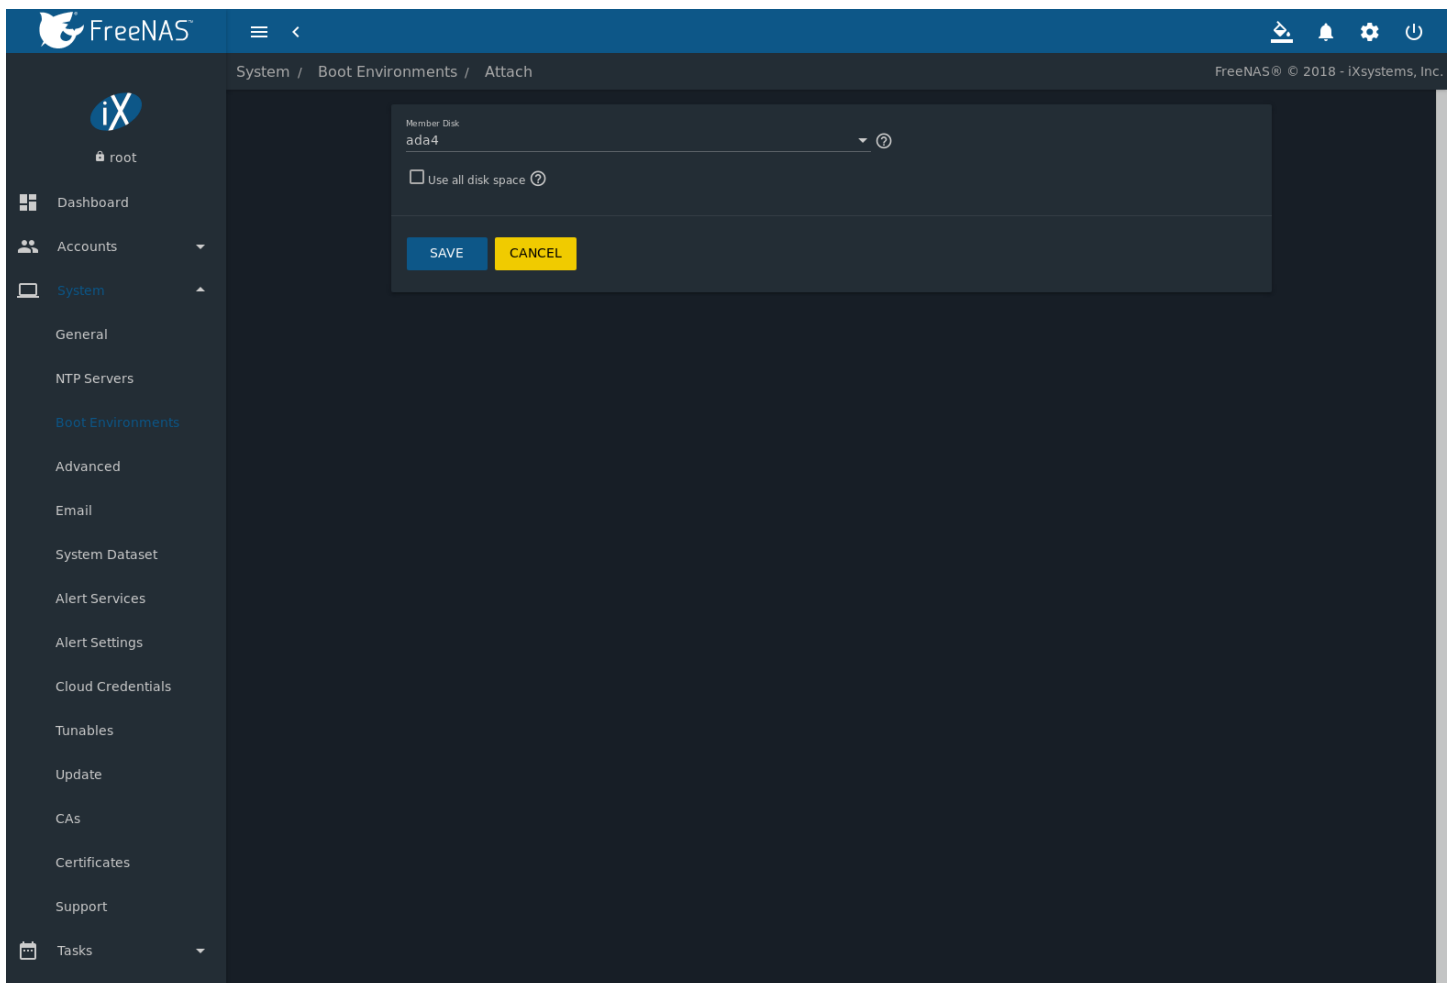 FreeNAS™
System / Boot Environments / Attach
FreeNAS® © 2018 - iXsystems, Inc.
iX
root
Dashboard
Accounts
System
General
NTP Servers
Boot Environments
Advanced
Email
System Dataset
Alert Services
Alert Settings
Cloud Credentials
Tunables
Update
CAs
Certificates
Support
Tasks
Member Disk
ada4
Use all disk space
SAVE CANCEL